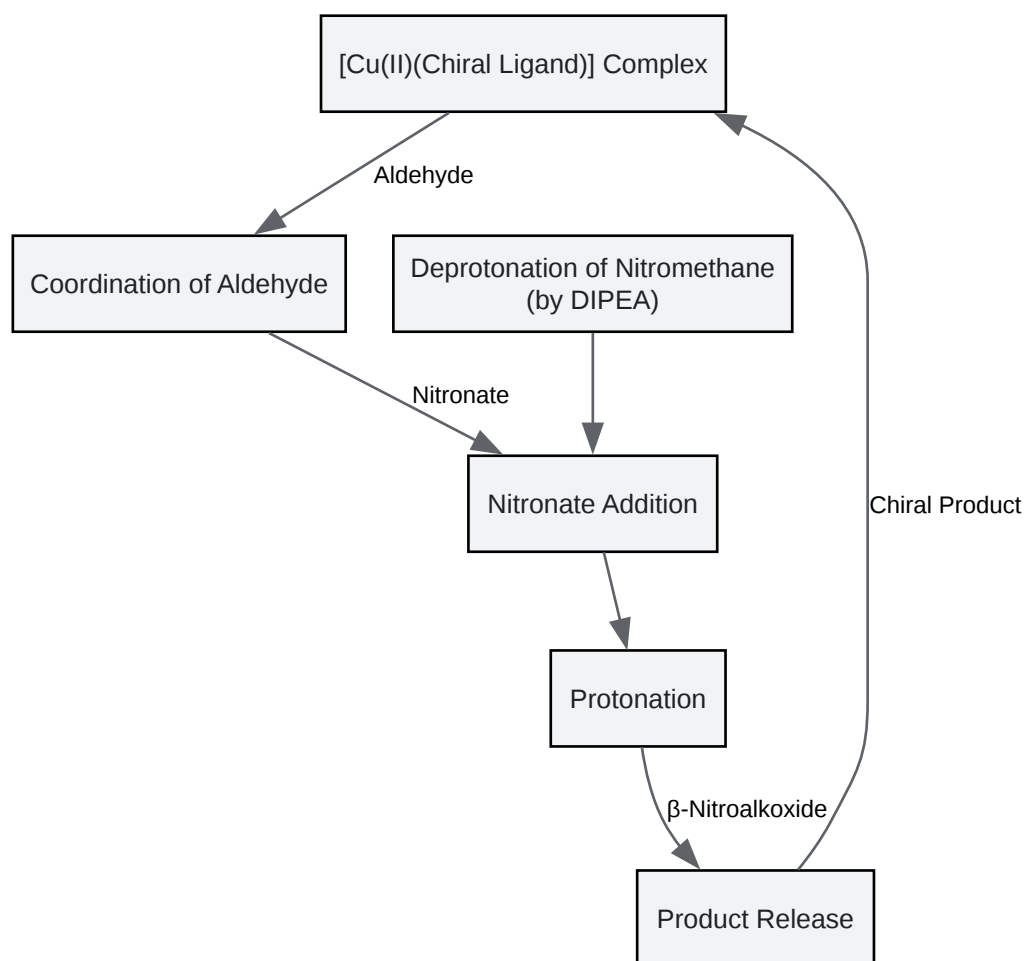 [Cu(II)(Chiral Ligand)] Complex
Aldehyde
Coordination of Aldehyde
Deprotonation of Nitromethane
(by DIPEA)
Nitronate
Nitronate Addition
Chiral Product
Protonation
β-Nitroalkoxide
Product Release